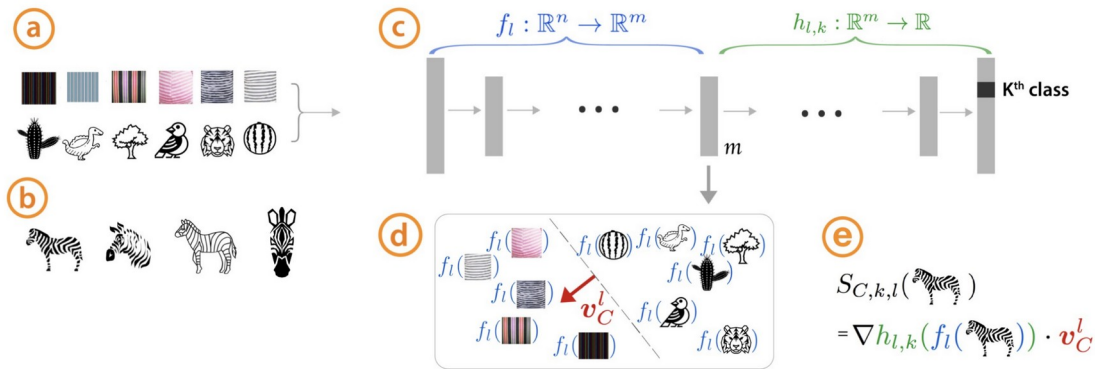 a
c
f_l : ℝ^n → ℝ^m
h_{l,k} : ℝ^m → ℝ
K^th class
...
...
m
b
d
f_l( )
f_l( )
f_l( )
f_l( )
f_l( )
f_l( )
f_l( )
f_l( )
v_C^l
f_l( )
f_l( )
f_l( )
e
S_{C,k,l}( )
= ∇h_{l,k}(f_l( )) · v_C^l